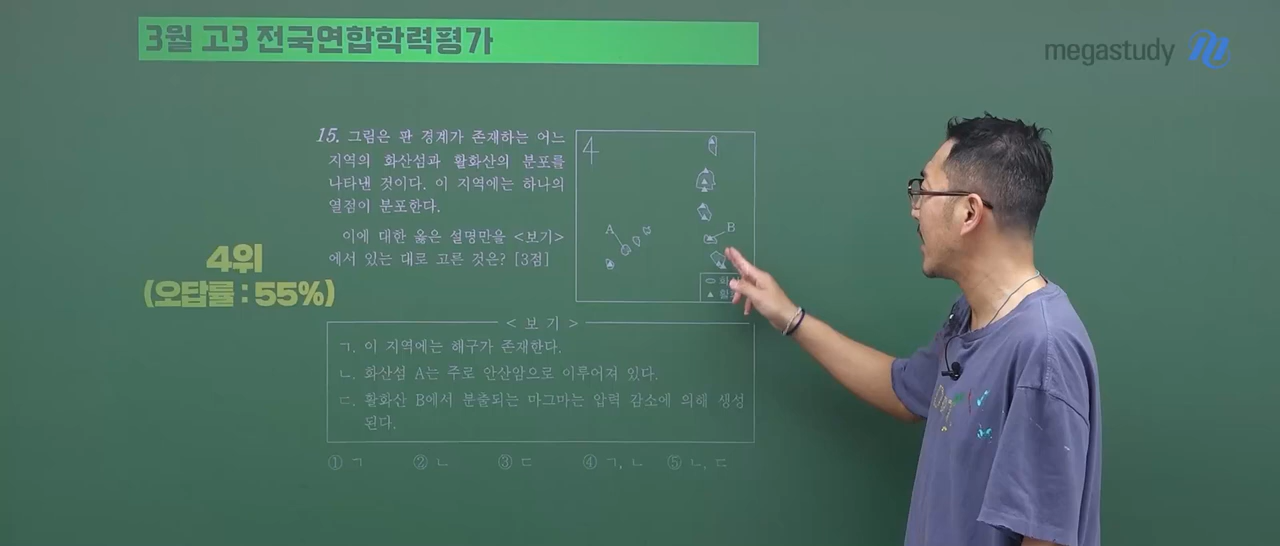 3월 고3 전국연합학력평가
megastudy
15. 그림은 판 경계가 존재하는 어느
지역의 화산섬과 활화산의 분포를
나타낸 것이다. 이 지역에는 하나의
열점이 분포한다.
이에 대한 옳은 설명만을 <보기>
에서 있는 대로 고른 것은? [3점]
4
A
B
4위
(오답률 : 55%)
< 보 기 >
ㄱ. 이 지역에는 해구가 존재한다.
ㄴ. 화산섬 A는 주로 안산암으로 이루어져 있다.
ㄷ. 활화산 B에서 분출되는 마그마는 압력 감소에 의해 생성
된다.
① ㄱ ② ㄴ ③ ㄷ ④ ㄱ, ㄴ ⑤ ㄴ, ㄷ